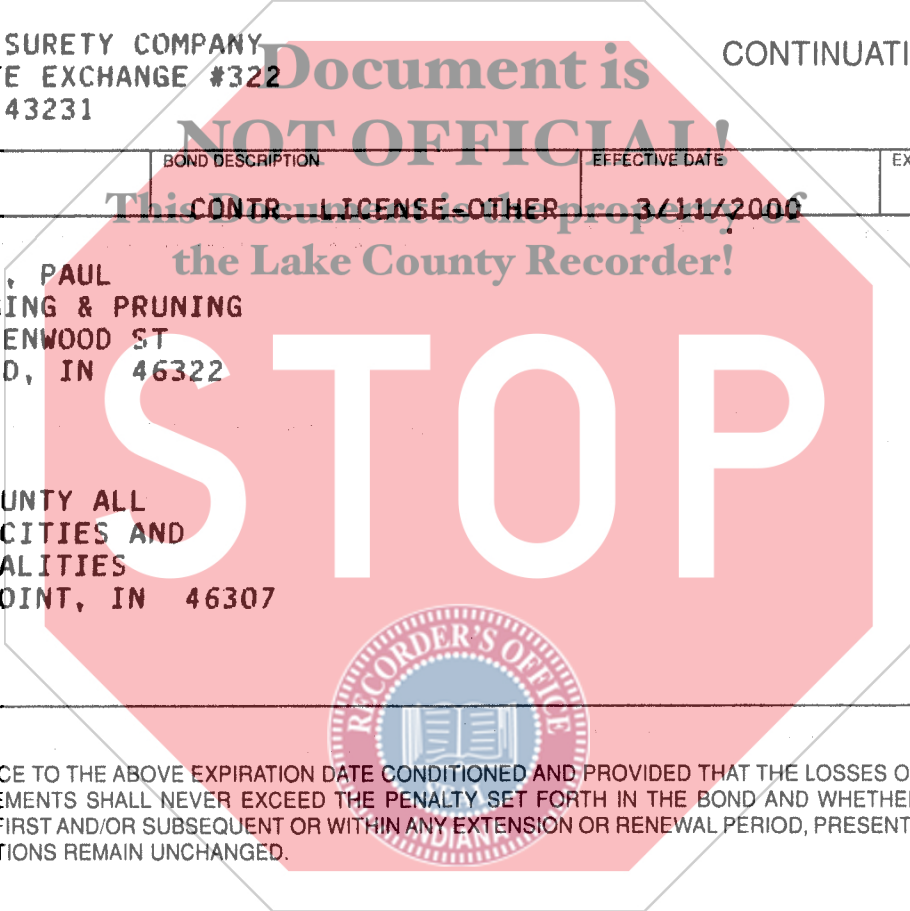 SURETY COMPANY
CONTINUATI
TE EXCHANGE #322
43231
Document is
NOT OFFICIAL!
This Document is the property of
the Lake County Recorder!
BOND DESCRIPTION
EFFECTIVE DATE
EX
CONTR. LICENSE-OTHER
3/11/2000
, PAUL
ING & PRUNING
ENWOOD ST
D, IN 46322
STOP
UNTY ALL
CITIES AND
ALITIES
OINT, IN 46307
RECORDER'S OFFICE
INDIANA
CE TO THE ABOVE EXPIRATION DATE CONDITIONED AND PROVIDED THAT THE LOSSES O
EMENTS SHALL NEVER EXCEED THE PENALTY SET FORTH IN THE BOND AND WHETHER
FIRST AND/OR SUBSEQUENT OR WITHIN ANY EXTENSION OR RENEWAL PERIOD, PRESENT
TIONS REMAIN UNCHANGED.